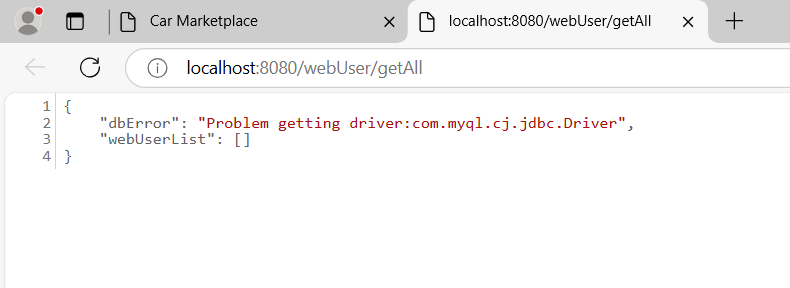 Car Marketplace
localhost:8080/webUser/getAll
localhost:8080/webUser/getAll
1 {
2 "dbError": "Problem getting driver:com.myql.cj.jdbc.Driver",
3 "webUserList": []
4 }